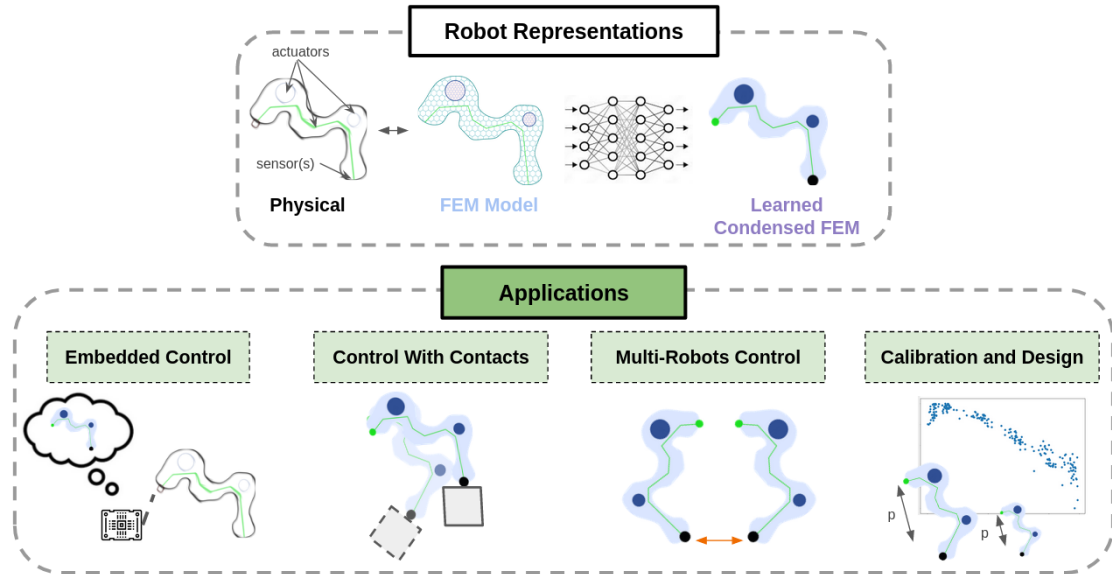 Robot Representations
actuators
sensor(s)
Physical
FEM Model
Learned
Condensed FEM
Applications
Embedded Control
Control With Contacts
Multi-Robots Control
Calibration and Design
p
p